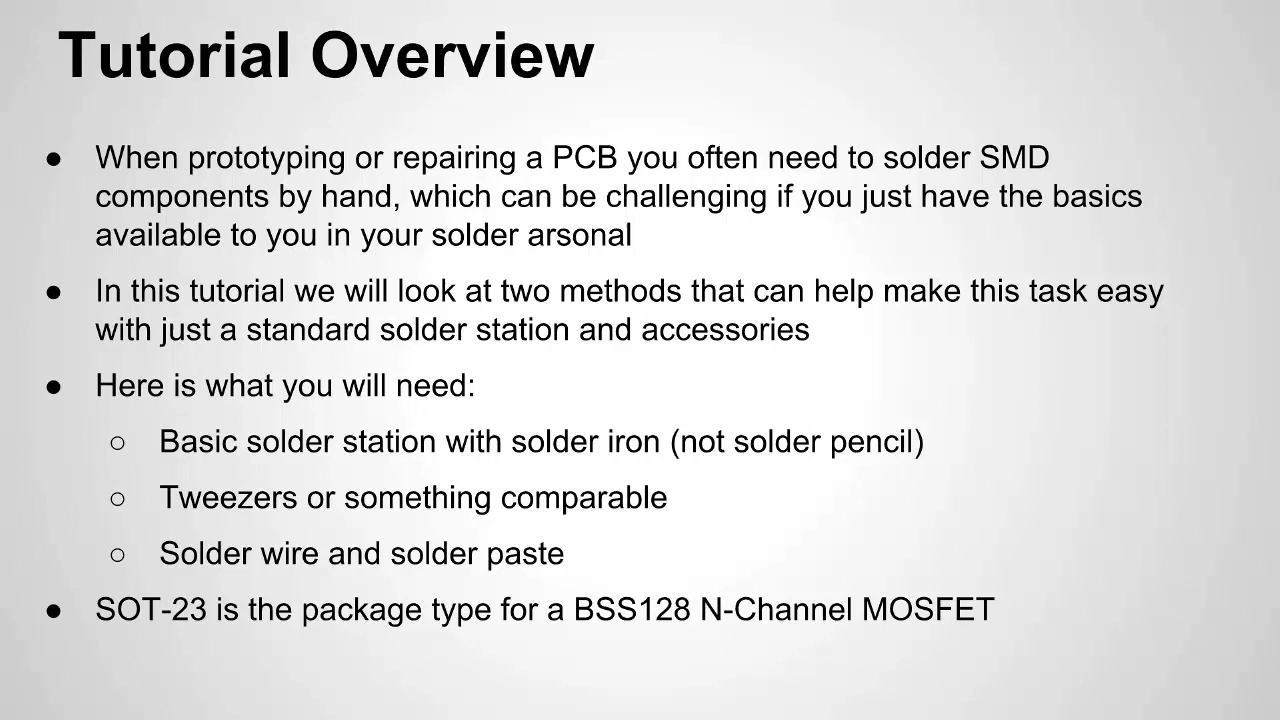 Tutorial Overview
● When prototyping or repairing a PCB you often need to solder SMD
components by hand, which can be challenging if you just have the basics
available to you in your solder arsonal
● In this tutorial we will look at two methods that can help make this task easy
with just a standard solder station and accessories
● Here is what you will need:
○ Basic solder station with solder iron (not solder pencil)
○ Tweezers or something comparable
○ Solder wire and solder paste
● SOT-23 is the package type for a BSS128 N-Channel MOSFET